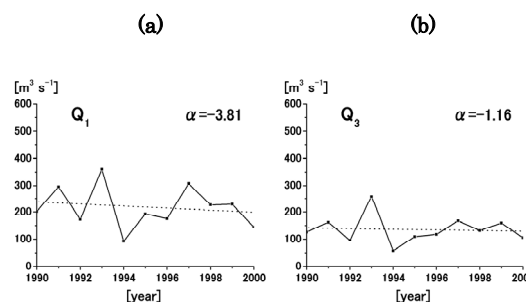 (a)
[m³ s⁻¹]
600
500
400
300
200
100
0
Q₁
α=-3.81
1990 1992 1994 1996 1998 2000
[year]
(b)
[m³ s⁻¹]
600
500
400
300
200
100
0
Q₃
α=-1.16
1990 1992 1994 1996 1998 200
[year]